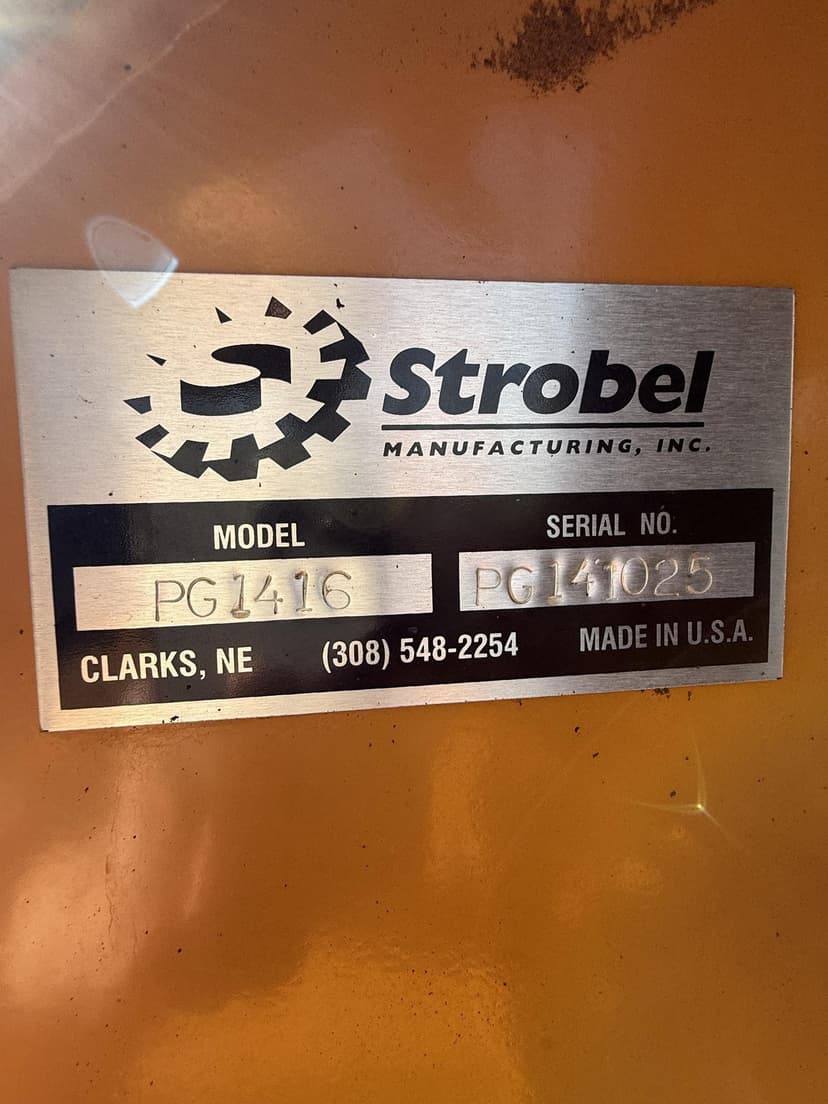 Strobel
MANUFACTURING, INC.
MODEL SERIAL NO.
PG1416 PG141025
CLARKS, NE (308) 548-2254 MADE IN U.S.A.